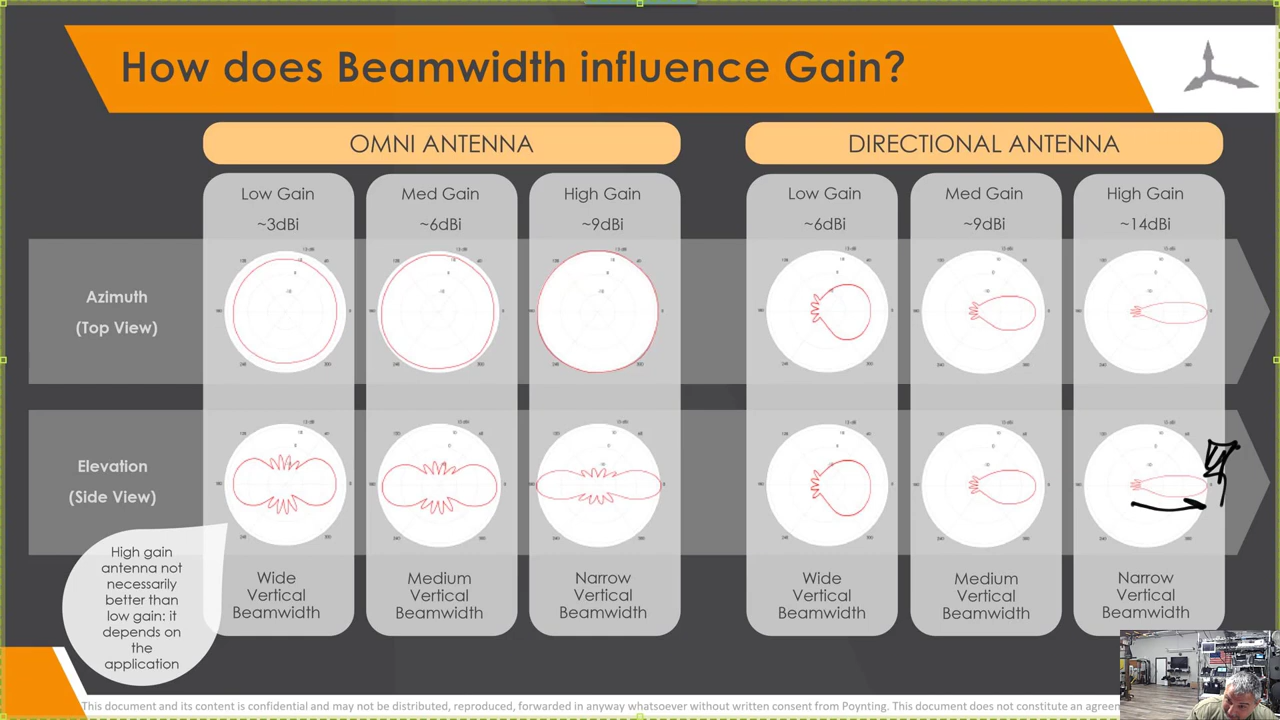 How does Beamwidth influence Gain?
OMNI ANTENNA
DIRECTIONAL ANTENNA
Low Gain
~3dBi
Med Gain
~6dBi
High Gain
~9dBi
Low Gain
~6dBi
Med Gain
~9dBi
High Gain
~14dBi
Azimuth
(Top View)
Elevation
(Side View)
Wide
Vertical
Beamwidth
Medium
Vertical
Beamwidth
Narrow
Vertical
Beamwidth
Wide
Vertical
Beamwidth
Medium
Vertical
Beamwidth
Narrow
Vertical
Beamwidth
High gain
antenna not
necessarily
better than
low gain: it
depends on
the
application
This document and its content is confidential and may not be distributed, reproduced, forwarded in anyway whatsoever without written consent from Poynting. This document does not constitute an agreem